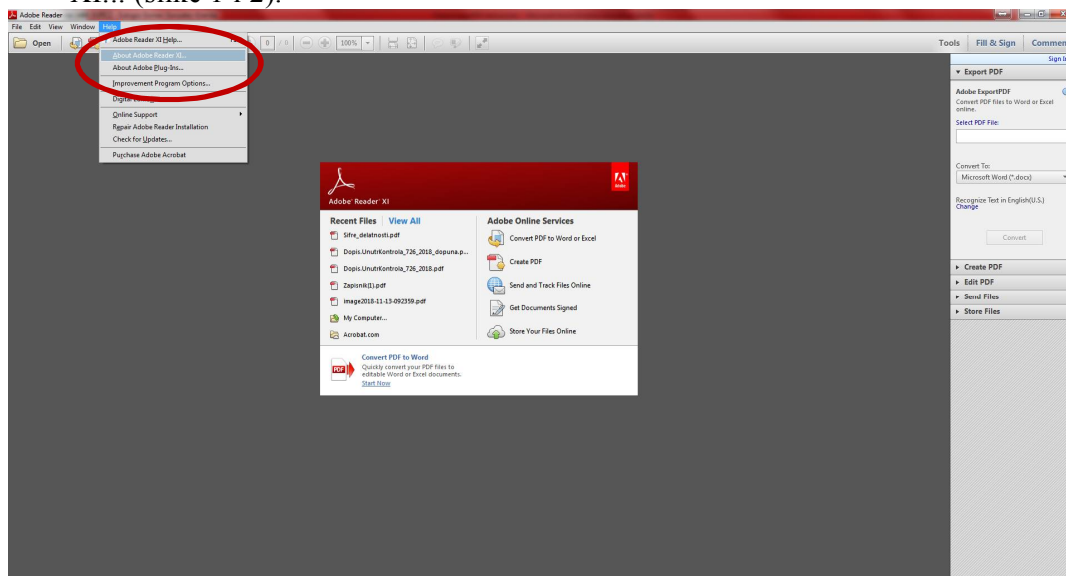 Adobe Reader
File Edit View Window Help
Open
0 / 0
100%
Tools Fill & Sign Commen
Adobe Reader XI Help...
About Adobe Reader XI...
About Adobe Plug-Ins...
Improvement Program Options...
Online Support
Repair Adobe Reader Installation
Check for Updates...
Purchase Adobe Acrobat
Adobe Reader XI
Adobe
Recent Files View All
Sifre_delatnosti.pdf
Dopis.UnutrKontrola_726_2018_dopuna.p...
Dopis.UnutrKontrola_726_2018.pdf
Zapisnik(1).pdf
image2018-11-13-092359.pdf
My Computer...
Acrobat.com
Adobe Online Services
Convert PDF to Word or Excel
Create PDF
Send and Track Files Online
Get Documents Signed
Store Your Files Online
PDF
Convert PDF to Word
Quickly convert your PDF files to
editable Word or Excel documents.
Start Now
Sign In
Export PDF
Adobe ExportPDF
Convert PDF files to Word or Excel
online.
Select PDF File:
Convert To:
Microsoft Word (*.docx)
Recognize Text in English(U.S.)
Change
Convert
Create PDF
Edit PDF
Send Files
Store Files